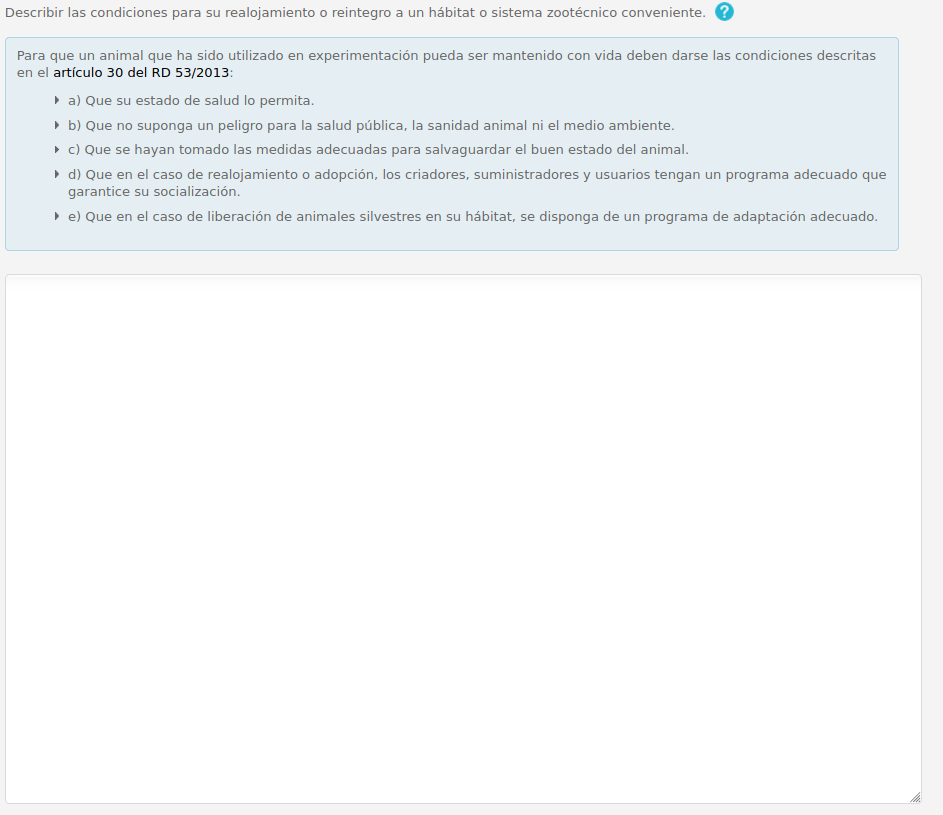 Describir las condiciones para su realojamiento o reintegro a un hábitat o sistema zootécnico conveniente. ?
Para que un animal que ha sido utilizado en experimentación pueda ser mantenido con vida deben darse las condiciones descritas
en el artículo 30 del RD 53/2013:
a) Que su estado de salud lo permita.
b) Que no suponga un peligro para la salud pública, la sanidad animal ni el medio ambiente.
c) Que se hayan tomado las medidas adecuadas para salvaguardar el buen estado del animal.
d) Que en el caso de realojamiento o adopción, los criadores, suministradores y usuarios tengan un programa adecuado que
garantice su socialización.
e) Que en el caso de liberación de animales silvestres en su hábitat, se disponga de un programa de adaptación adecuado.